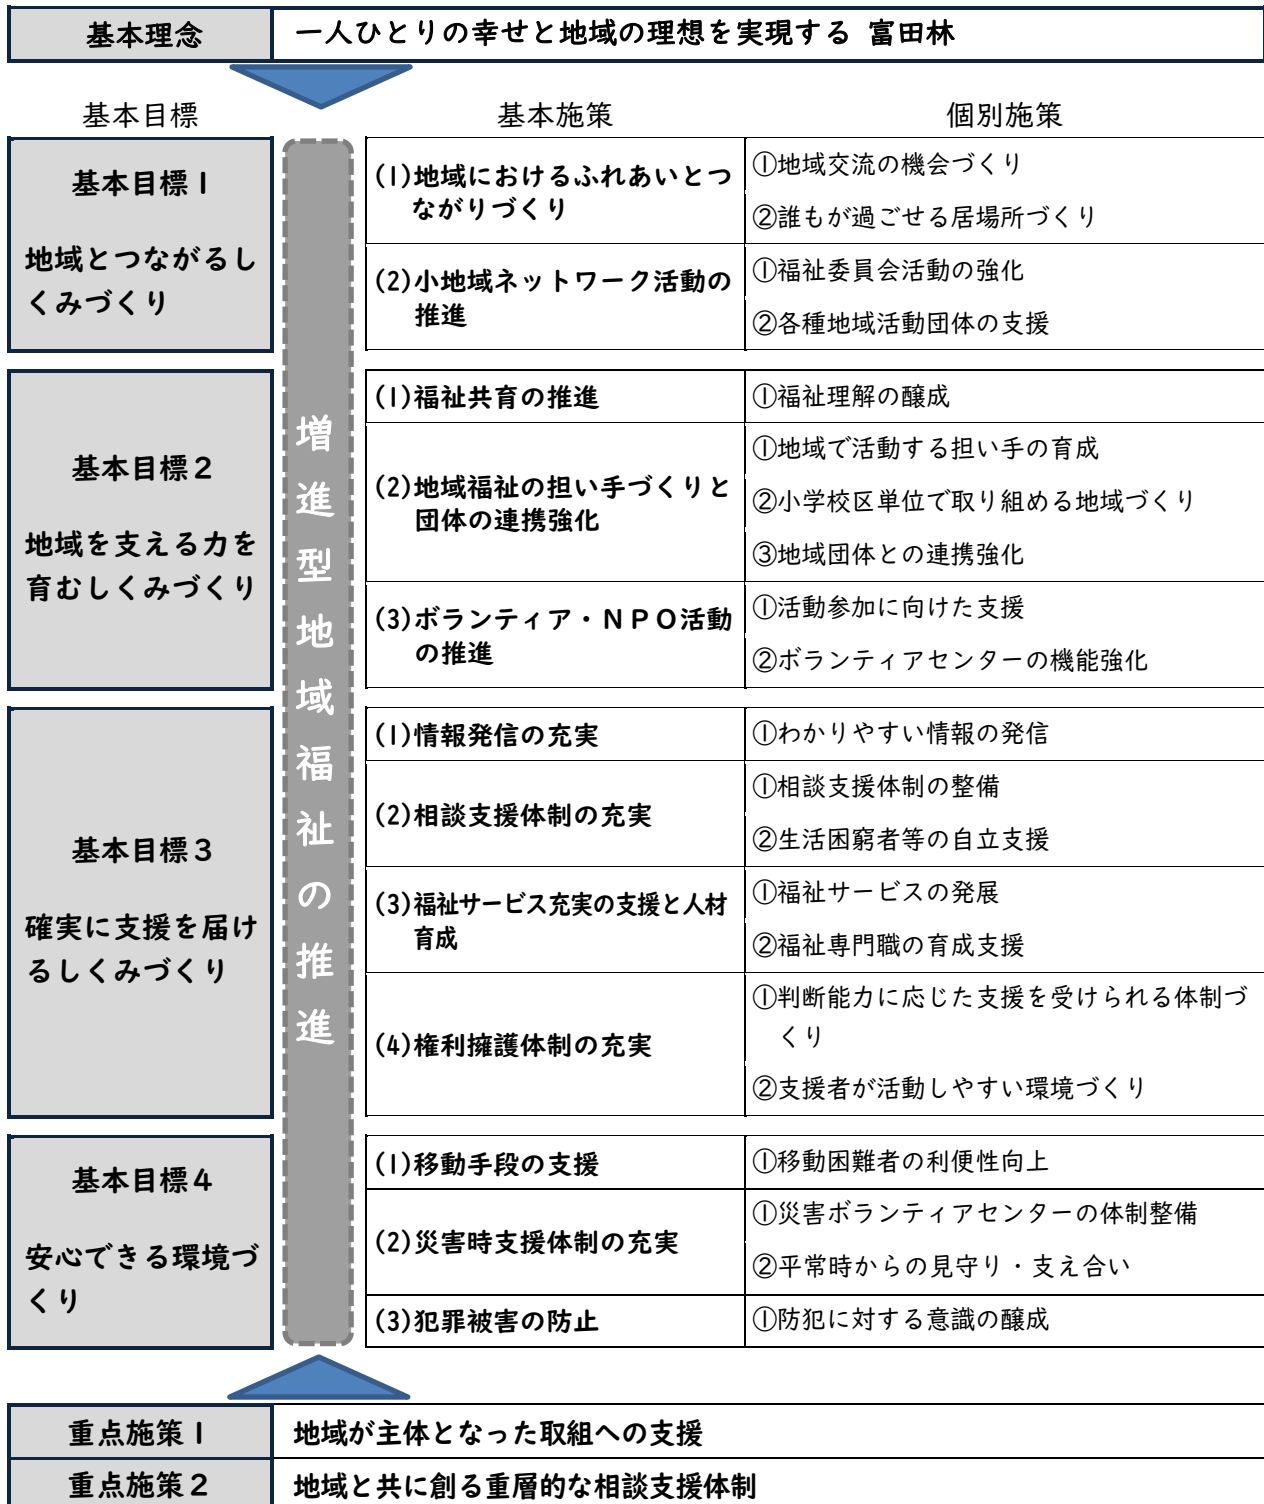 基本理念
一人ひとりの幸せと地域の理想を実現する 富田林
基本目標
基本施策
個別施策
基本目標1
地域とつながるし
くみづくり
(1)地域におけるふれあいとつ
ながりづくり
①地域交流の機会づくり
②誰もが過ごせる居場所づくり
(2)小地域ネットワーク活動の
推進
①福祉委員会活動の強化
②各種地域活動団体の支援
基本目標2
地域を支える力を
育むしくみづくり
(1)福祉共育の推進
①福祉理解の醸成
(2)地域福祉の担い手づくりと
団体の連携強化
①地域で活動する担い手の育成
②小学校区単位で取り組める地域づくり
③地域団体との連携強化
(3)ボランティア・NPO活動
の推進
①活動参加に向けた支援
②ボランティアセンターの機能強化
増進型地域福祉の推進
基本目標3
確実に支援を届け
るしくみづくり
(1)情報発信の充実
①わかりやすい情報の発信
(2)相談支援体制の充実
①相談支援体制の整備
②生活困窮者等の自立支援
(3)福祉サービス充実の支援と人材
育成
①福祉サービスの発展
②福祉専門職の育成支援
(4)権利擁護体制の充実
①判断能力に応じた支援を受けられる体制づ
くり
②支援者が活動しやすい環境づくり
基本目標4
安心できる環境づ
くり
(1)移動手段の支援
①移動困難者の利便性向上
(2)災害時支援体制の充実
①災害ボランティアセンターの体制整備
②平常時からの見守り・支え合い
(3)犯罪被害の防止
①防犯に対する意識の醸成
重点施策1
地域が主体となった取組への支援
重点施策2
地域と共に創る重層的な相談支援体制